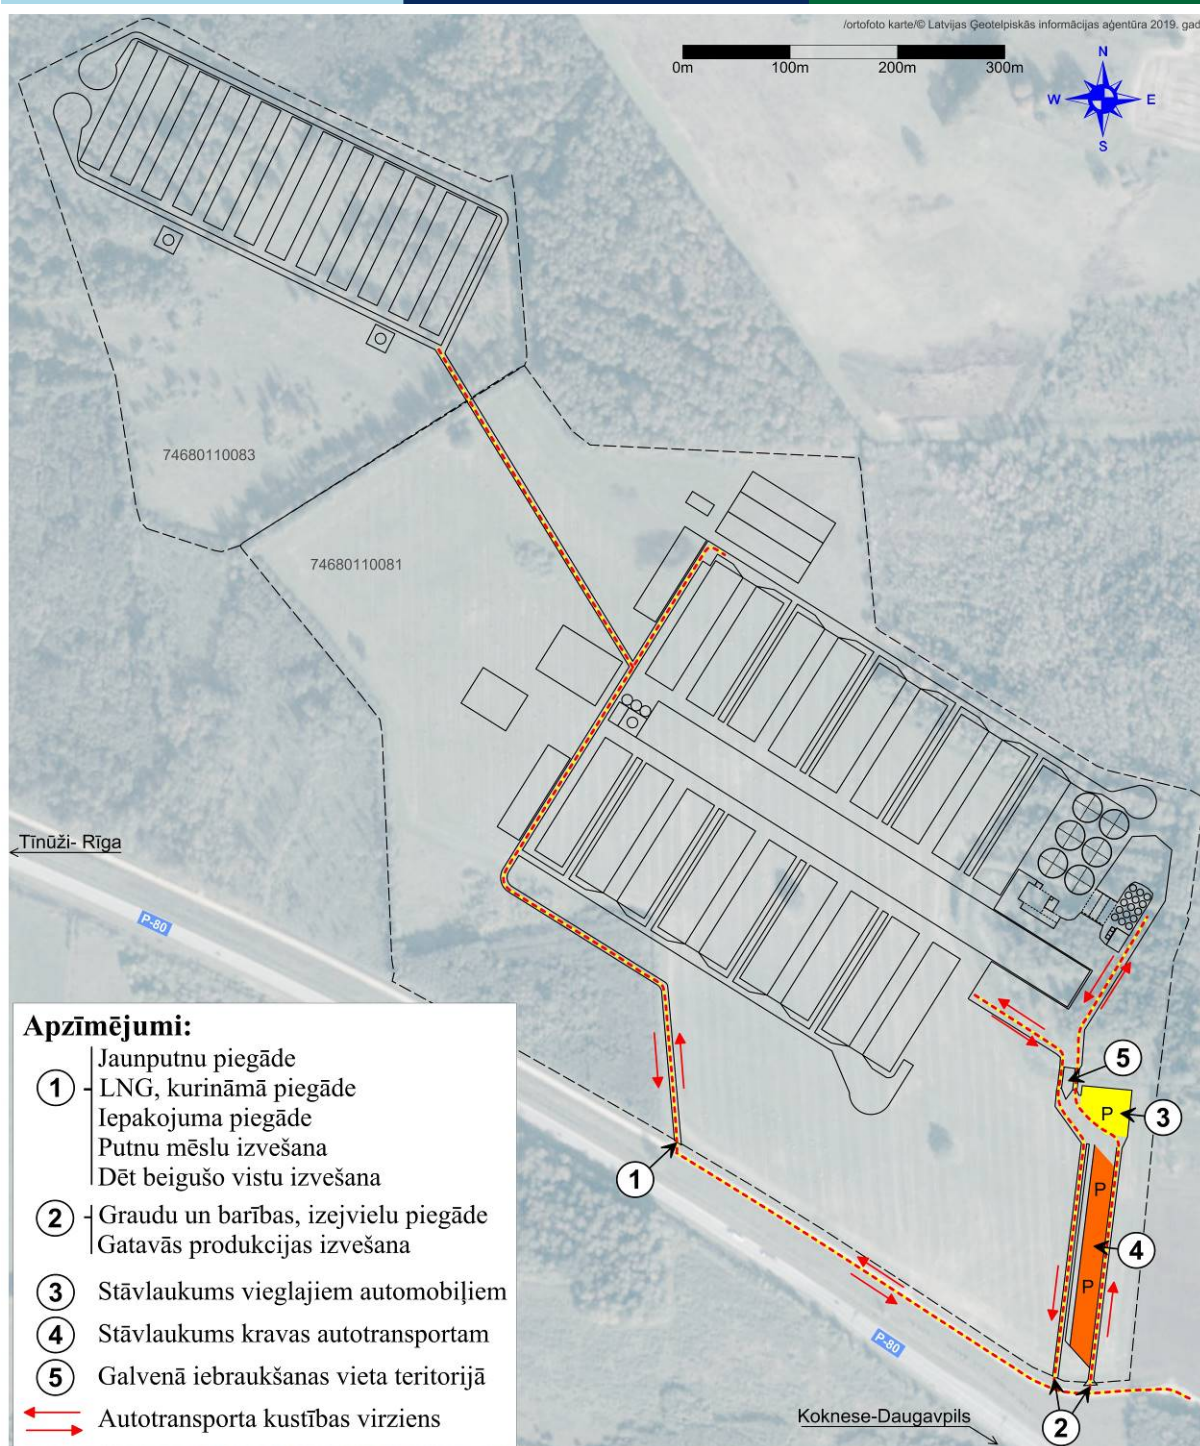 /ortofoto karte/© Latvijas Ģeotelpiskās informācijas aģentūra 2019. gad
0m 100m 200m 300m
N
W E
S
74680110083
74680110081
Tīnūži- Rīga
P-80
5
P 3
1
P
4
P
P-80
Koknese-Daugavpils
2
Apzīmējumi:
Jaunputnu piegāde
1 LNG, kurināmā piegāde
Iepakojuma piegāde
Putnu mēslu izvešana
Dēt beigušo vistu izvešana
2 Graudu un barības, izejvielu piegāde
Gatavās produkcijas izvešana
3 Stāvlaukums vieglajiem automobiļiem
4 Stāvlaukums kravas autotransportam
5 Galvenā iebraukšanas vieta teritorijā
Autotransporta kustības virziens